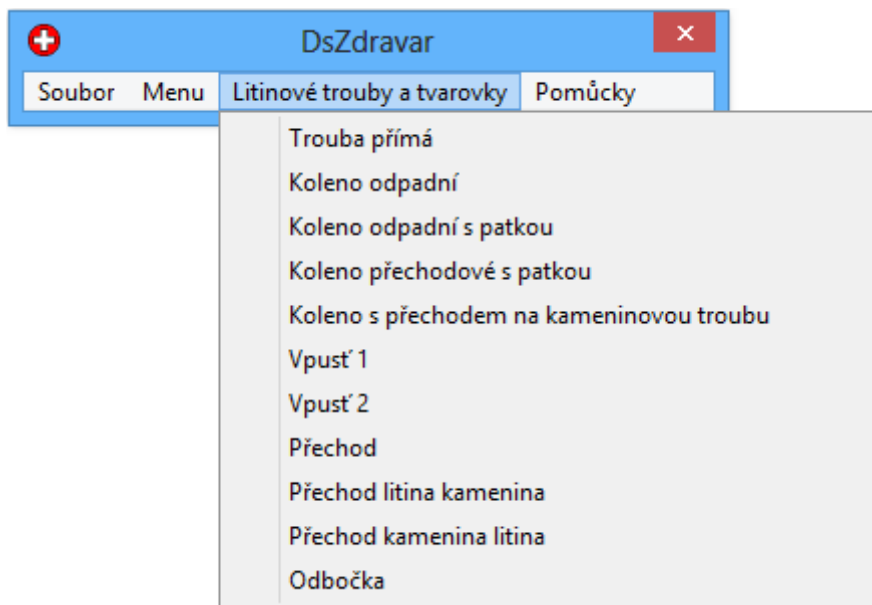 DsZdravar
Soubor Menu Litinové trouby a tvarovky Pomůcky
Trouba přímá
Koleno odpadní
Koleno odpadní s patkou
Koleno přechodové s patkou
Koleno s přechodem na kameninovou troubu
Vpusť 1
Vpusť 2
Přechod
Přechod litina kamenina
Přechod kamenina litina
Odbočka